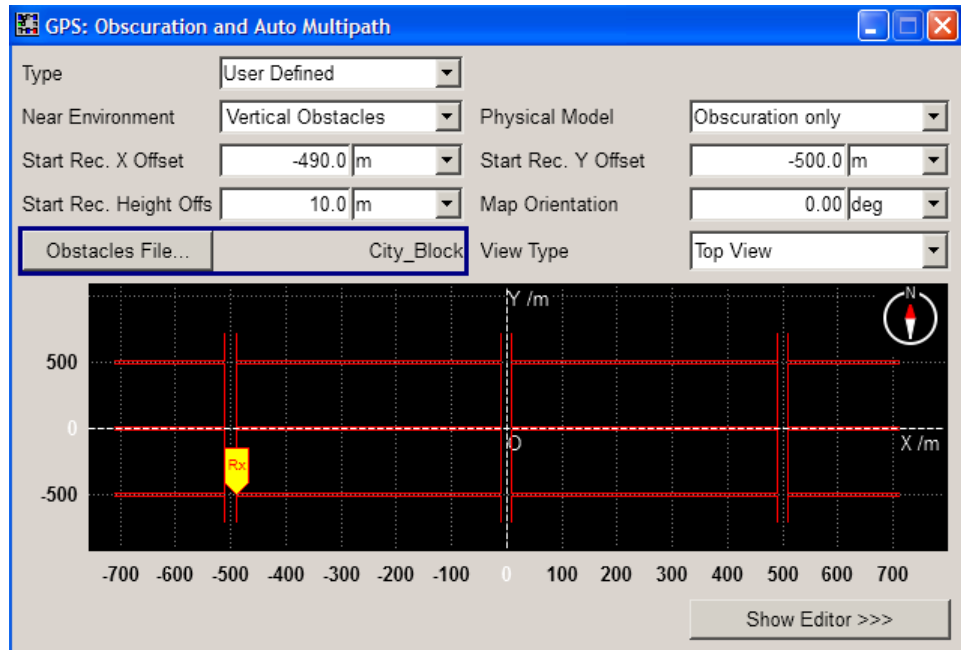 GPS: Obscuration and Auto Multipath
Type User Defined
Near Environment Vertical Obstacles Physical Model Obscuration only
Start Rec. X Offset -490.0 m Start Rec. Y Offset -500.0 m
Start Rec. Height Offs 10.0 m Map Orientation 0.00 deg
Obstacles File... City_Block View Type Top View
Y /m N
500
0 O X /m
Rx
-500
-700 -600 -500 -400 -300 -200 -100 0 100 200 300 400 500 600 700
Show Editor >>>